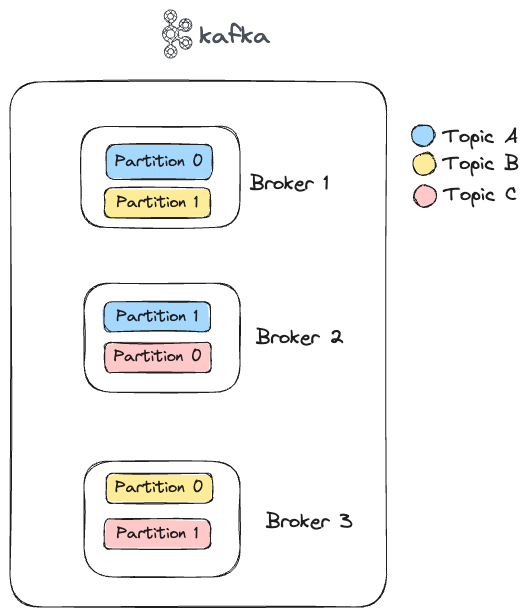 kafka
Partition 0
Partition 1
Broker 1
Topic A
Topic B
Topic C
Partition 1
Partition 0
Broker 2
Partition 0
Partition 1
Broker 3